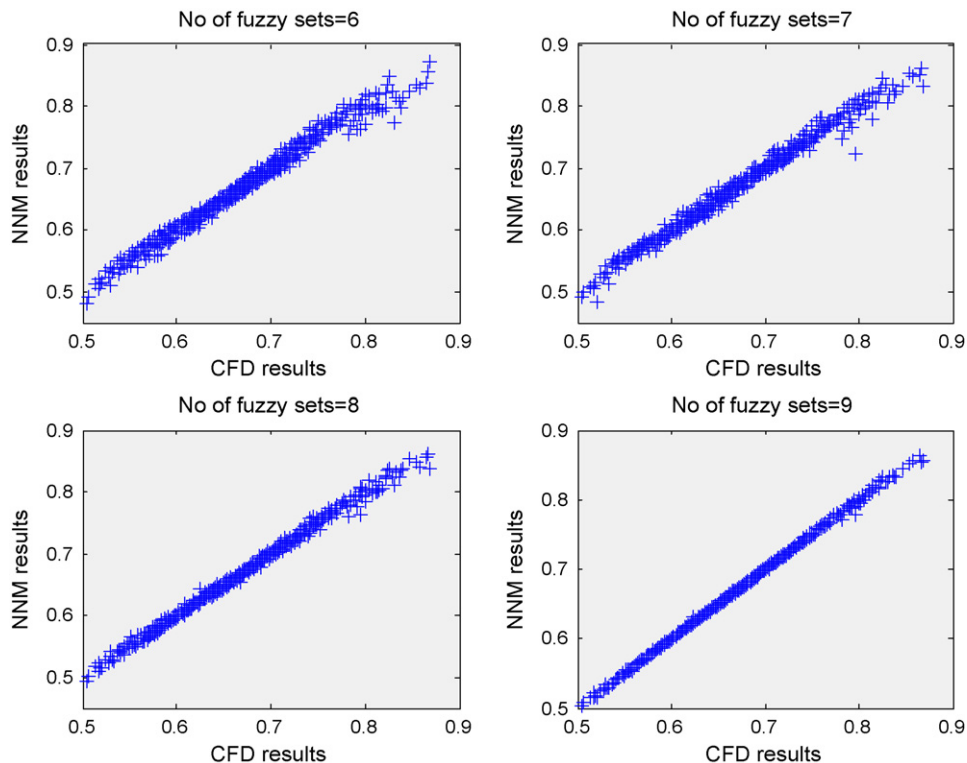 No of fuzzy sets=6
0.9
0.8
0.7
0.6
0.5
NNM results
0.5 0.6 0.7 0.8 0.9
CFD results
No of fuzzy sets=7
0.9
0.8
0.7
0.6
0.5
NNM results
0.5 0.6 0.7 0.8 0.9
CFD results
No of fuzzy sets=8
0.9
0.8
0.7
0.6
0.5
NNM results
0.5 0.6 0.7 0.8 0.9
CFD results
No of fuzzy sets=9
0.9
0.8
0.7
0.6
0.5
NNM results
0.5 0.6 0.7 0.8 0.9
CFD results